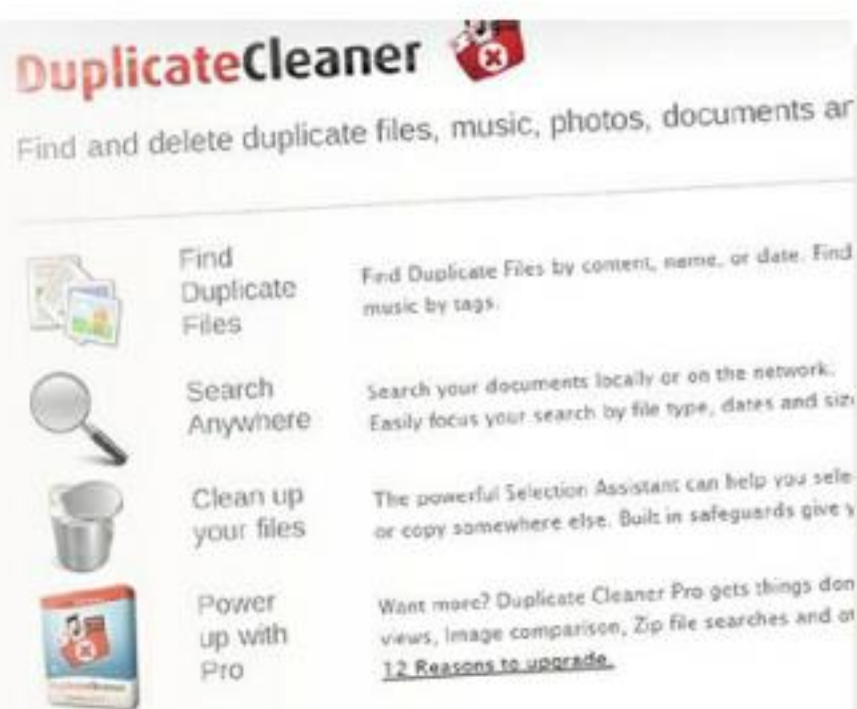 DuplicateCleaner
Find and delete duplicate files, music, photos, documents
Find
Duplicate
Files
Find Duplicate Files by content, name, or date. Find
music by tags.
Search
Anywhere
Search your documents locally or on the network.
Easily focus your search by file type, dates and
Clean up
your files
The powerful Selection Assistant can help you
or copy somewhere else. Built in safeguards give
Power
up with
Pro
Want more? Duplicate Cleaner Pro gets things
views, Image comparison, Zip file searches and
12 Reasons to upgrade.
DuplicateCleaner